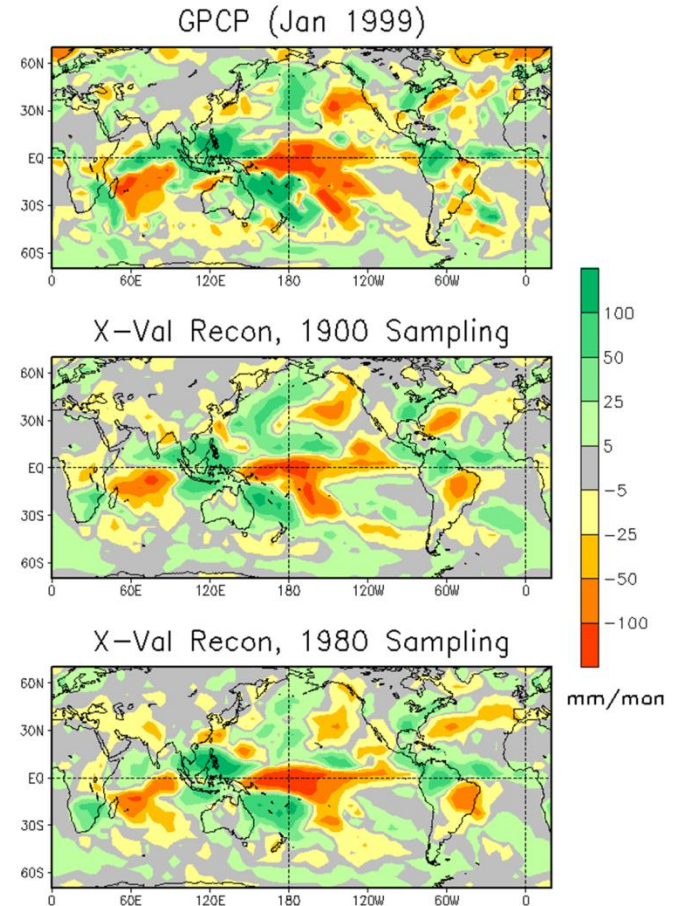 GPCP (Jan 1999)
60N
30N
EQ
30S
60S
0 60E 120E 180 120W 60W 0
X-Val Recon, 1900 Sampling
60N
30N
EQ
30S
60S
0 60E 120E 180 120W 60W 0
X-Val Recon, 1980 Sampling
60N
30N
EQ
30S
60S
0 60E 120E 180 120W 60W 0
100
50
25
5
-5
-25
-50
-100
mm/mon